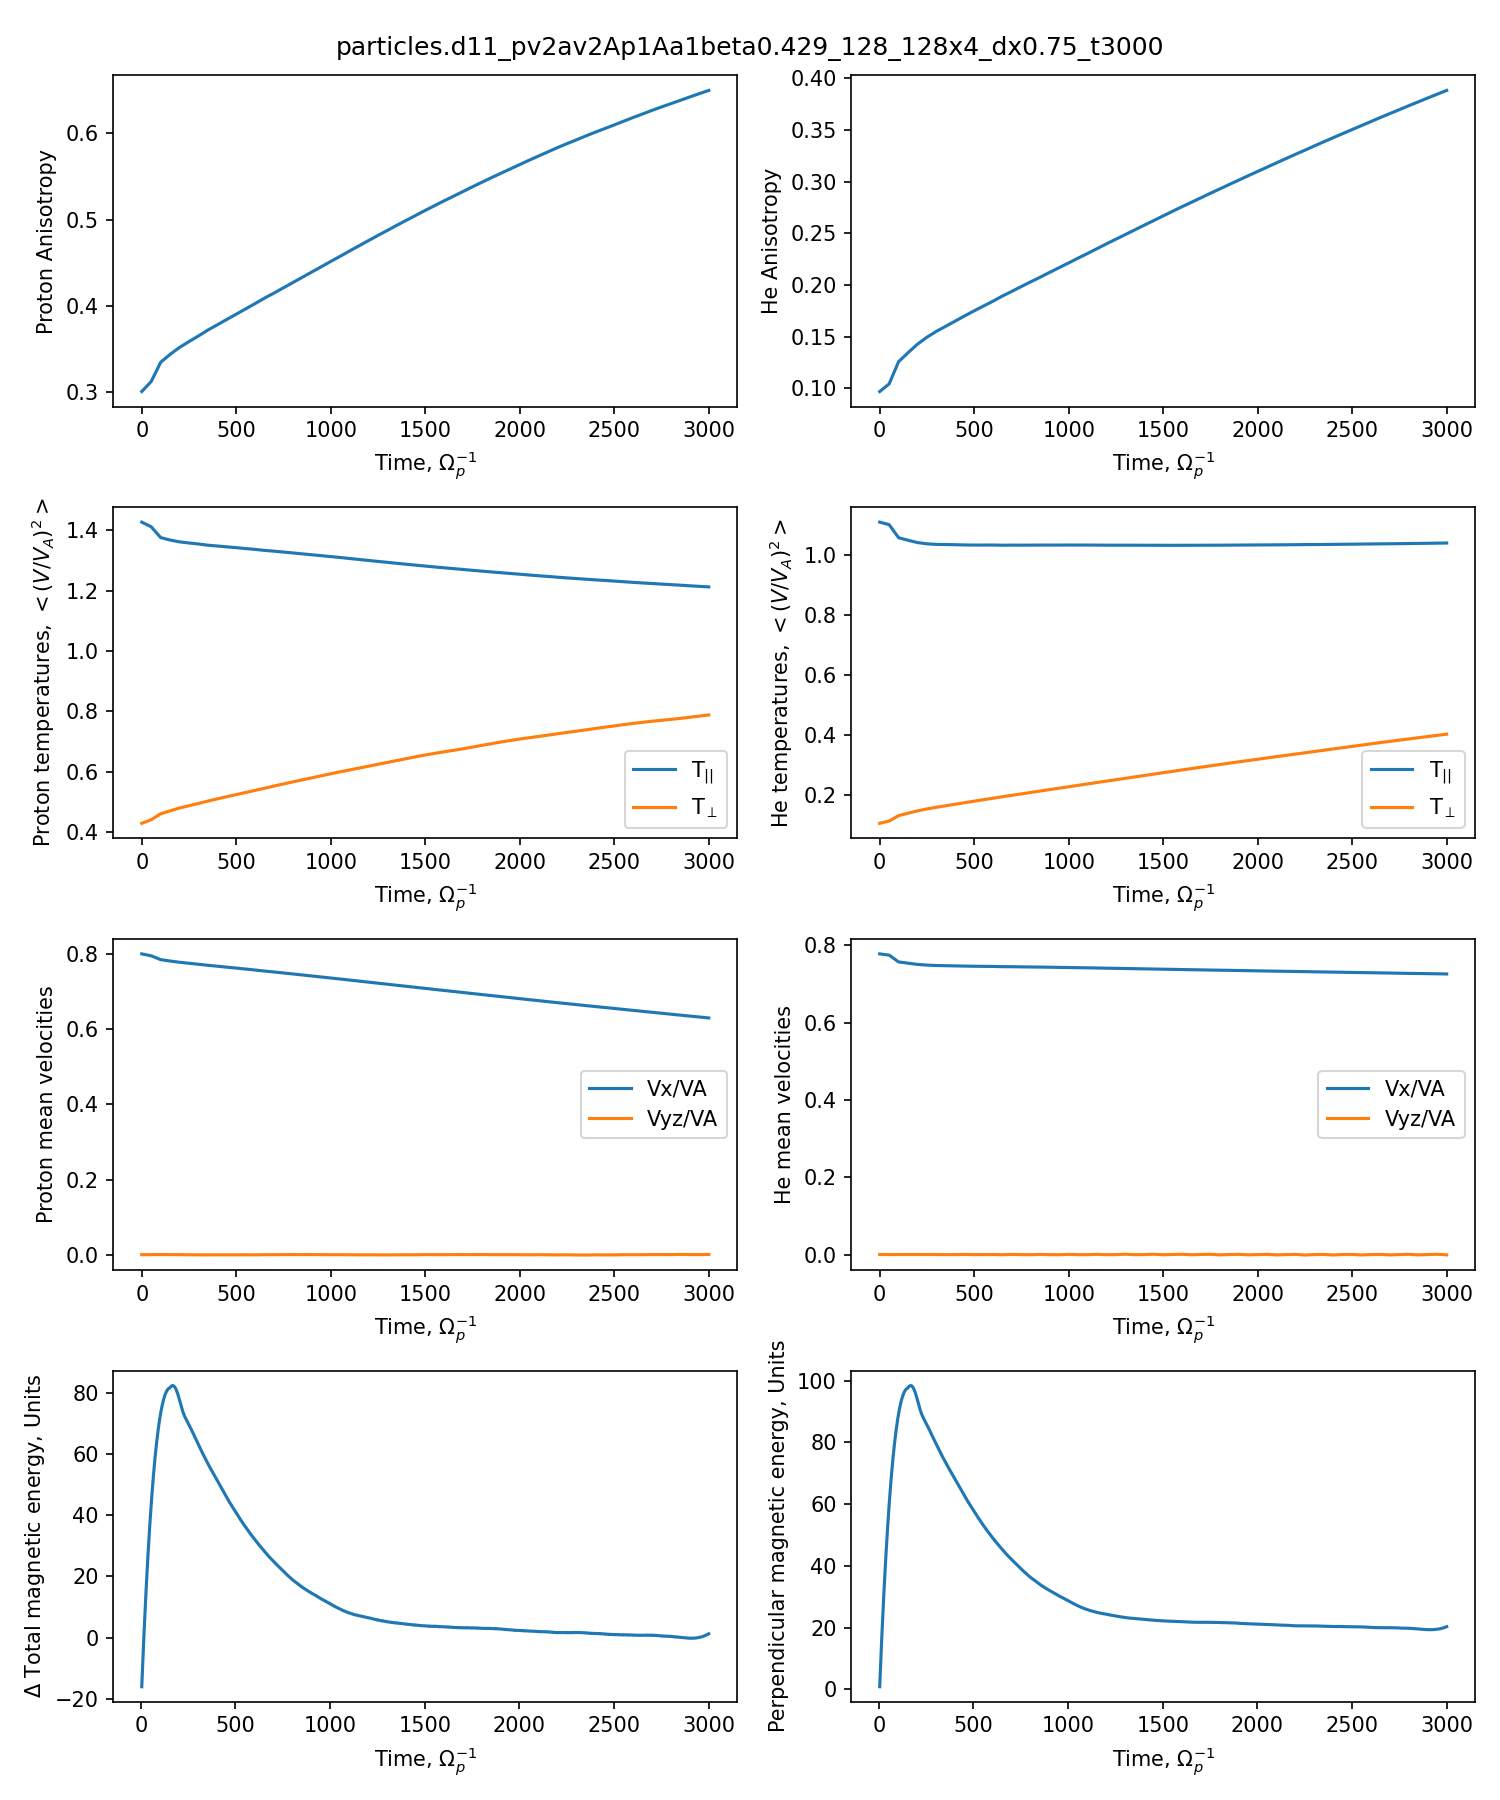 particles.d11_pv2av2Ap1Aa1beta0.429_128_128x4_dx0.75_t3000
Proton Anisotropy
0.6
0.5
0.4
0.3
0 500 1000 1500 2000 2500 3000
Time, Ω_p^{−1}
He Anisotropy
0.40
0.35
0.30
0.25
0.20
0.15
0.10
0 500 1000 1500 2000 2500 3000
Time, Ω_p^{−1}
Proton temperatures, < (V/V_A)^2 >
1.4
1.2
1.0
0.8
0.6
0.4
T_{||}
T_⊥
0 500 1000 1500 2000 2500 3000
Time, Ω_p^{−1}
He temperatures, < (V/V_A)^2 >
1.0
0.8
0.6
0.4
0.2
T_{||}
T_⊥
0 500 1000 1500 2000 2500 3000
Time, Ω_p^{−1}
Proton mean velocities
0.8
0.6
0.4
0.2
0.0
Vx/VA
Vyz/VA
0 500 1000 1500 2000 2500 3000
Time, Ω_p^{−1}
He mean velocities
0.8
0.6
0.4
0.2
0.0
Vx/VA
Vyz/VA
0 500 1000 1500 2000 2500 3000
Time, Ω_p^{−1}
Δ Total magnetic energy, Units
80
60
40
20
0
−20
0 500 1000 1500 2000 2500 3000
Time, Ω_p^{−1}
Perpendicular magnetic energy, Units
100
80
60
40
20
0
0 500 1000 1500 2000 2500 3000
Time, Ω_p^{−1}